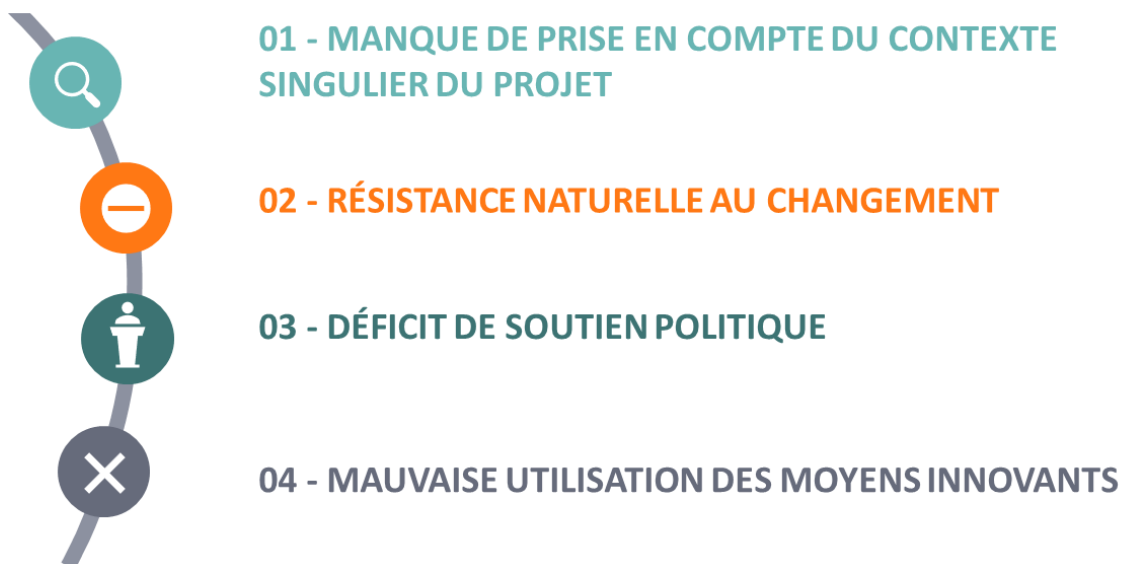 01 - MANQUE DE PRISE EN COMPTE DU CONTEXTE
SINGULIER DU PROJET
02 - RÉSISTANCE NATURELLE AU CHANGEMENT
03 - DÉFICIT DE SOUTIEN POLITIQUE
04 - MAUVAISE UTILISATION DES MOYENS INNOVANTS